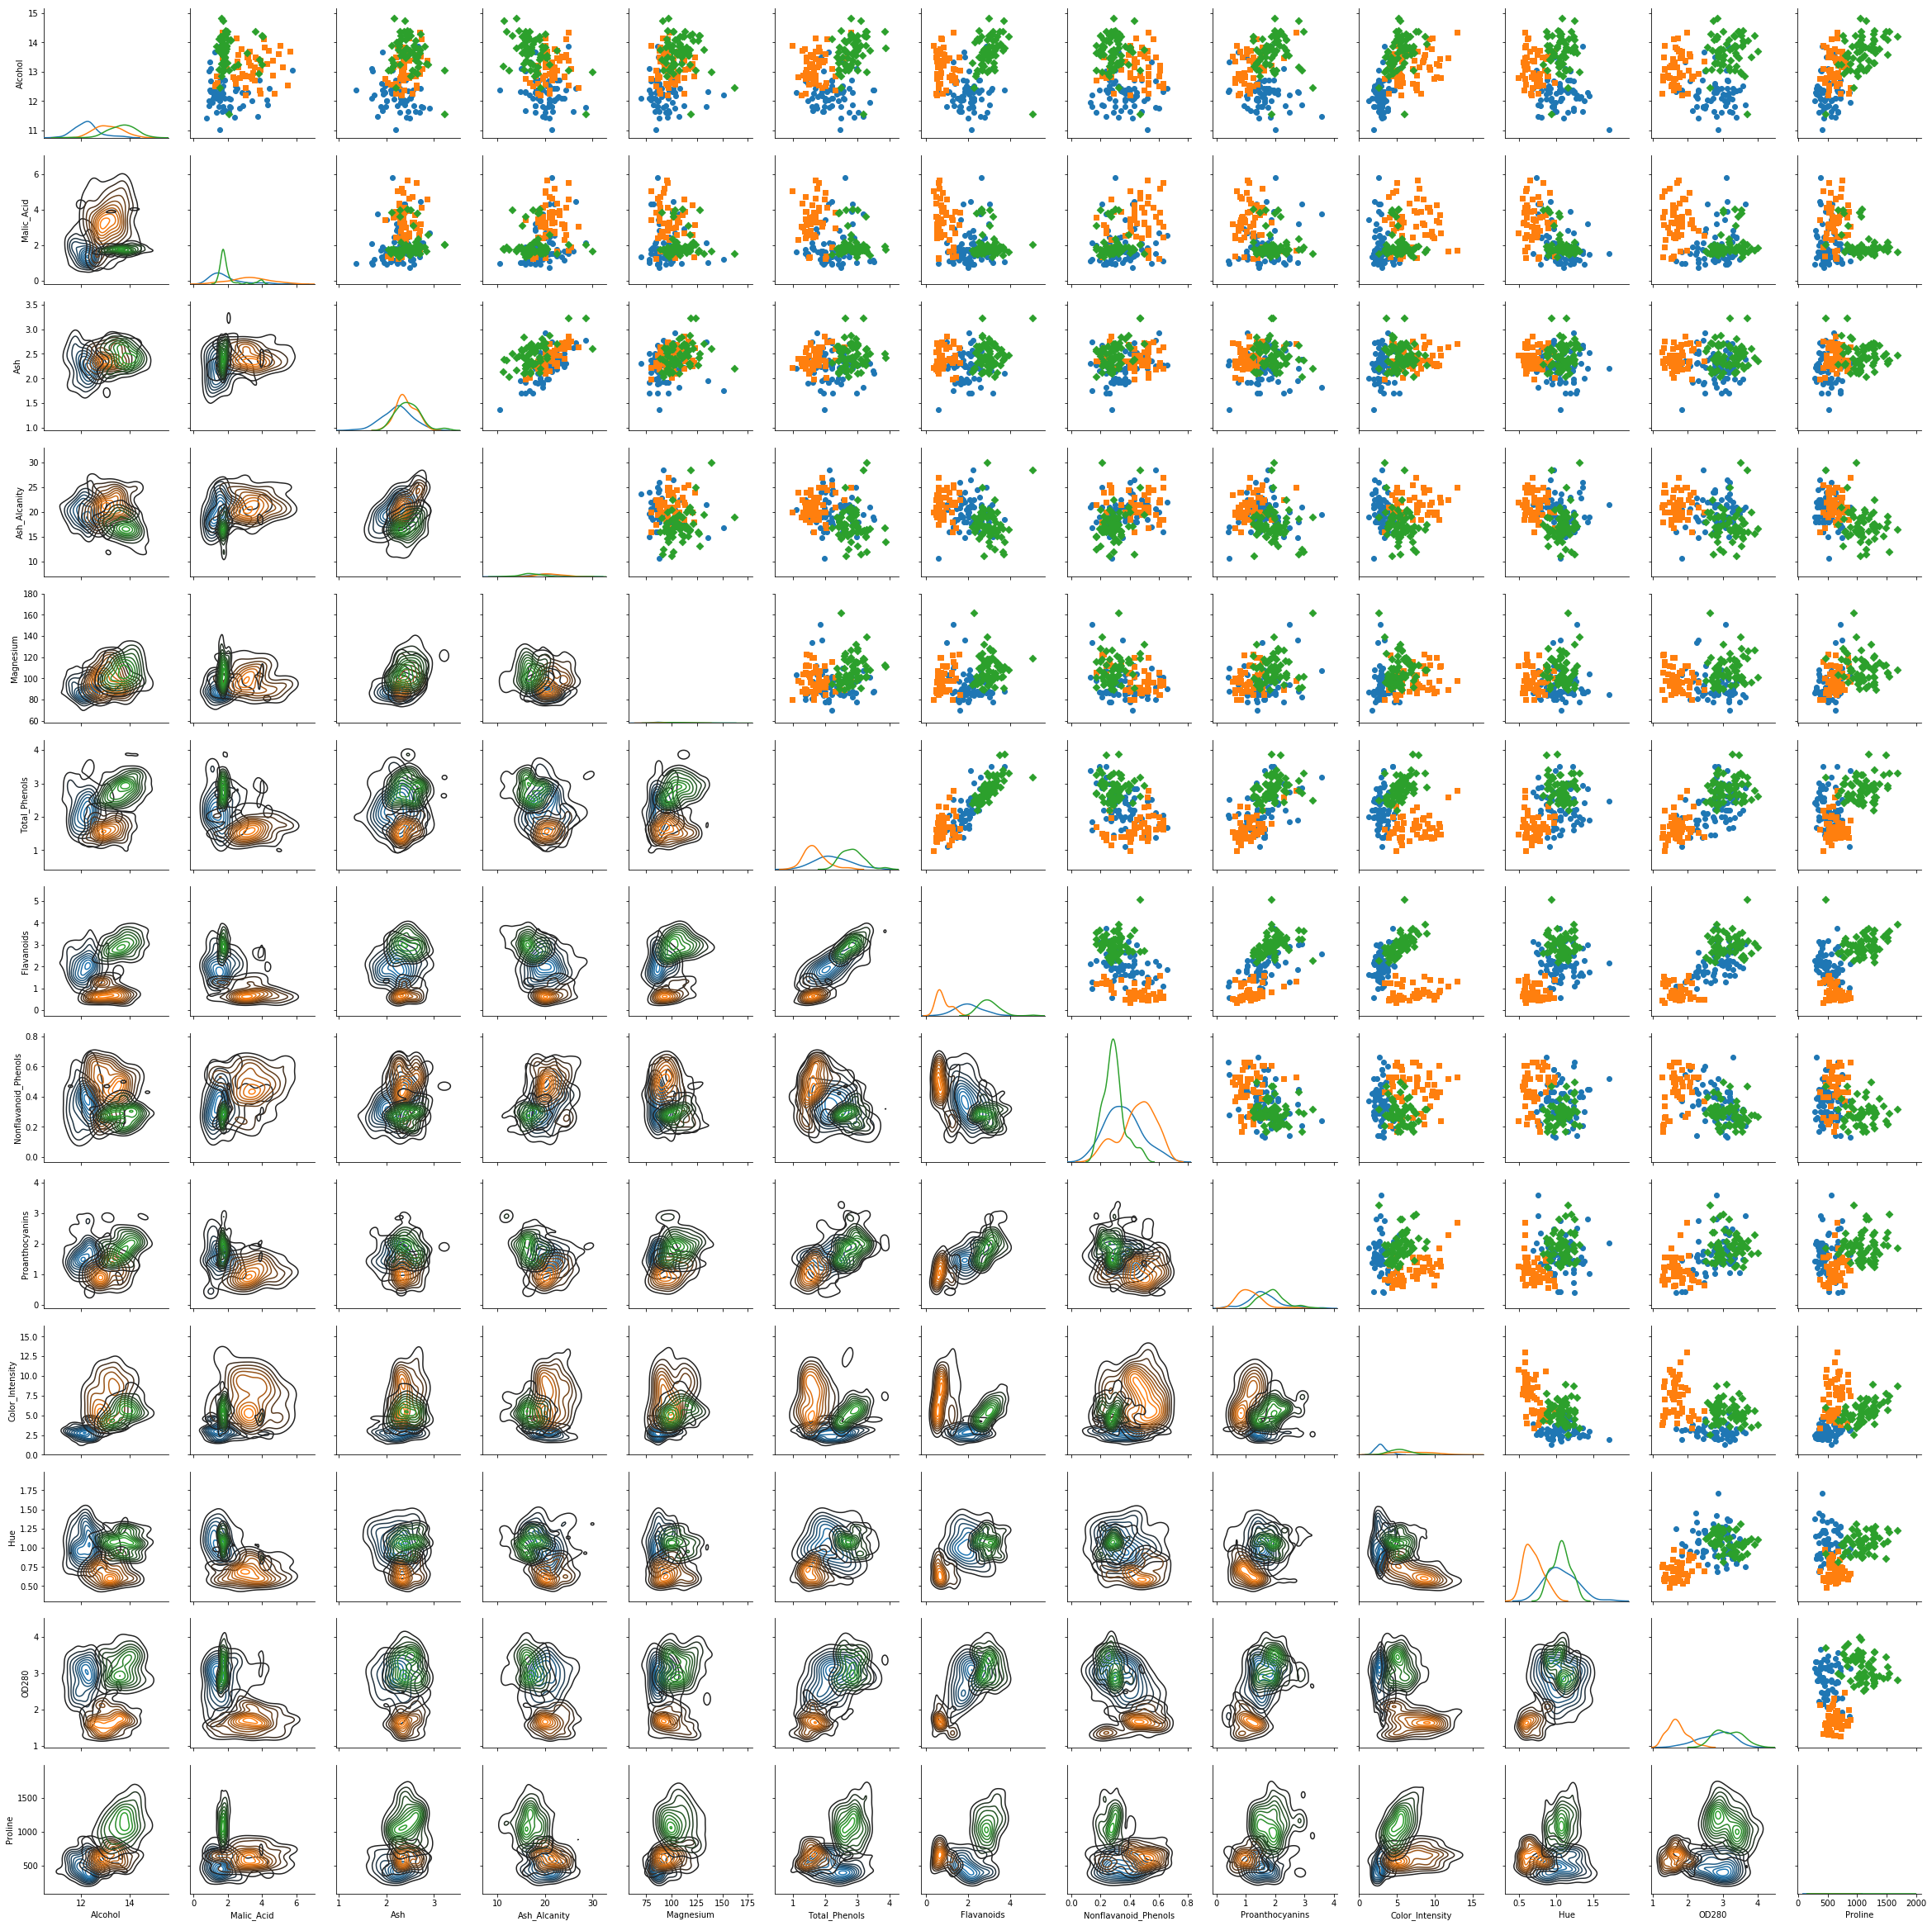 15
14
13
12
11
Alcohol
6
4
2
0
Malic_Acid
3.5
3.0
2.5
2.0
1.5
1.0
Ash
30
25
20
15
10
Ash_Alcanity
180
160
140
120
100
80
60
Magnesium
4
3
2
1
Total_Phenols
5
4
3
2
1
0
Flavanoids
0.8
0.6
0.4
0.2
0.0
Nonflavanoid_Phenols
4
3
2
1
0
Proanthocyanins
15.0
12.5
10.0
7.5
5.0
2.5
0.0
Color_Intensity
1.75
1.50
1.25
1.00
0.75
0.50
Hue
4
3
2
1
OD280
1500
1000
500
Proline
12 14
Alcohol
0 2 4 6
Malic_Acid
1 2 3
Ash
10 20 30
Ash_Alcanity
75 100 125 150 175
Magnesium
1 2 3 4
Total_Phenols
0 2 4
Flavanoids
0.0 0.2 0.4 0.6 0.8
Nonflavanoid_Phenols
0 1 2 3 4
Proanthocyanins
0 5 10 15
Color_Intensity
0.5 1.0 1.5
Hue
1 2 3 4
OD280
0 500 1000 1500 2000
Proline